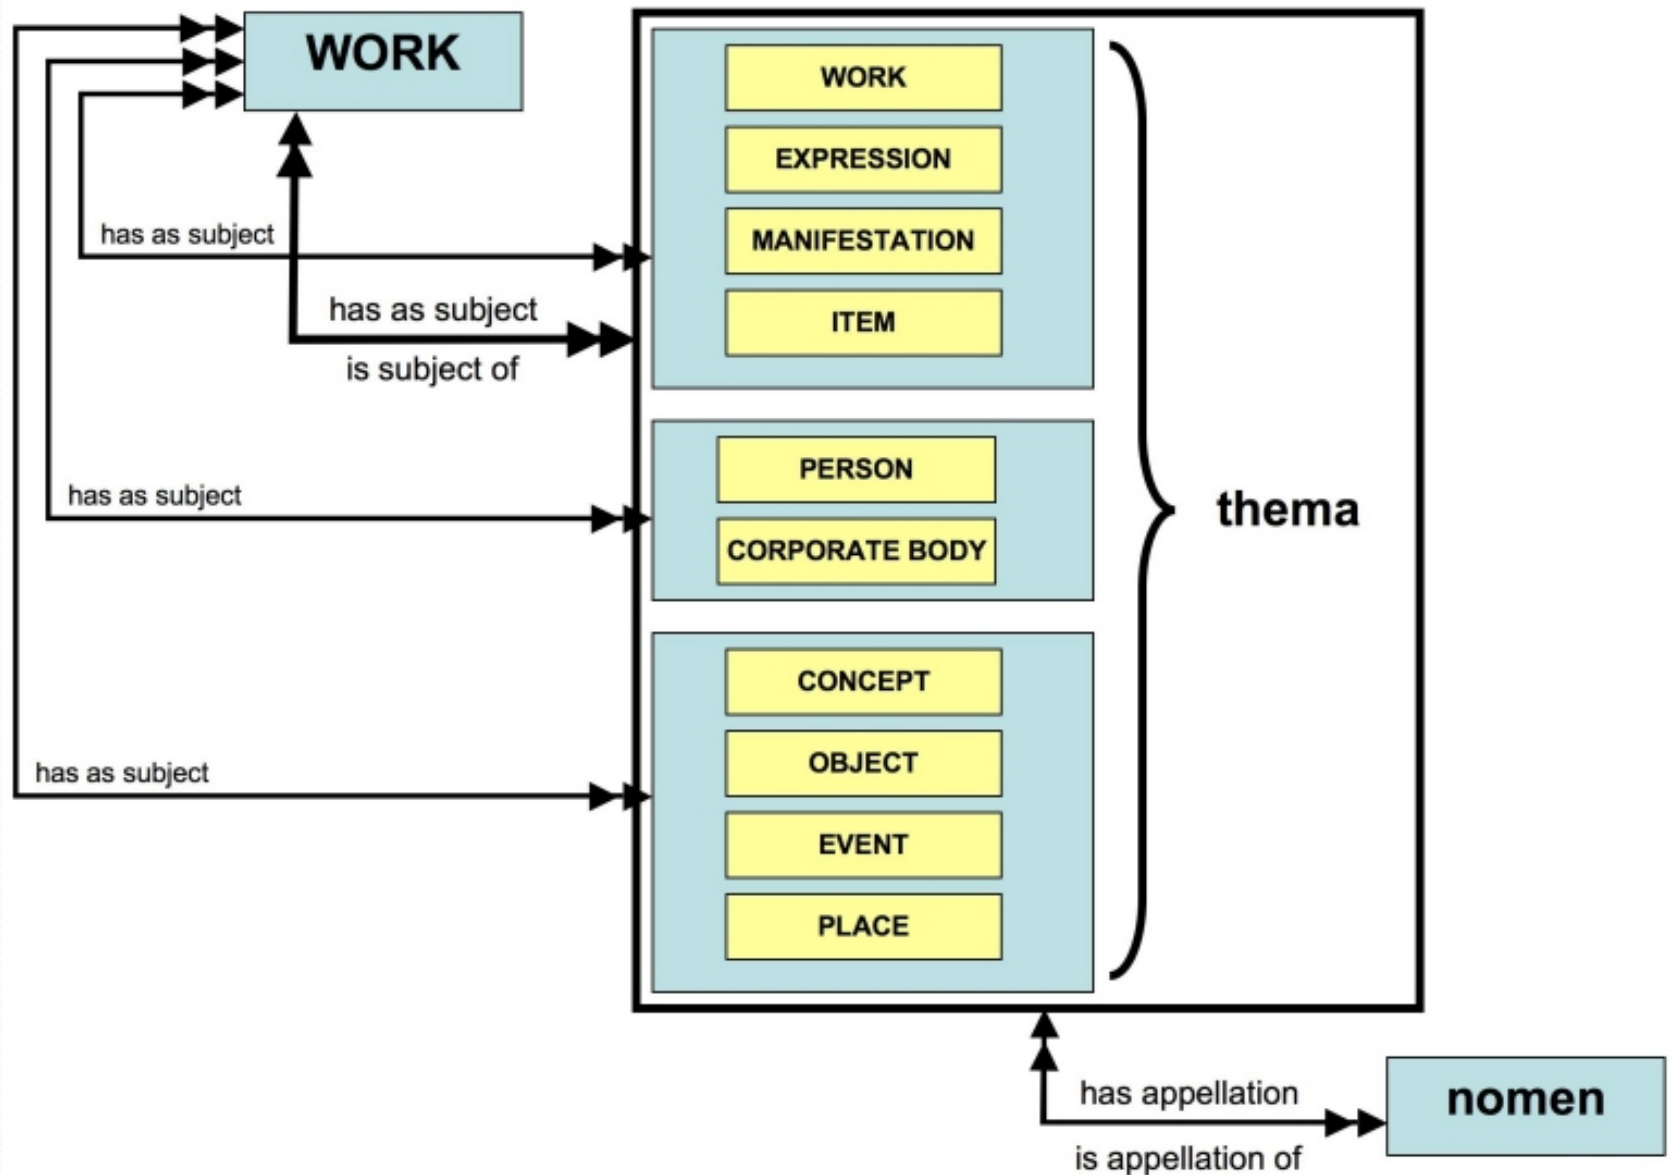 WORK
WORK
EXPRESSION
MANIFESTATION
ITEM
has as subject
has as subject
is subject of
PERSON
CORPORATE BODY
has as subject
thema
CONCEPT
OBJECT
EVENT
PLACE
has as subject
has appellation
is appellation of
nomen